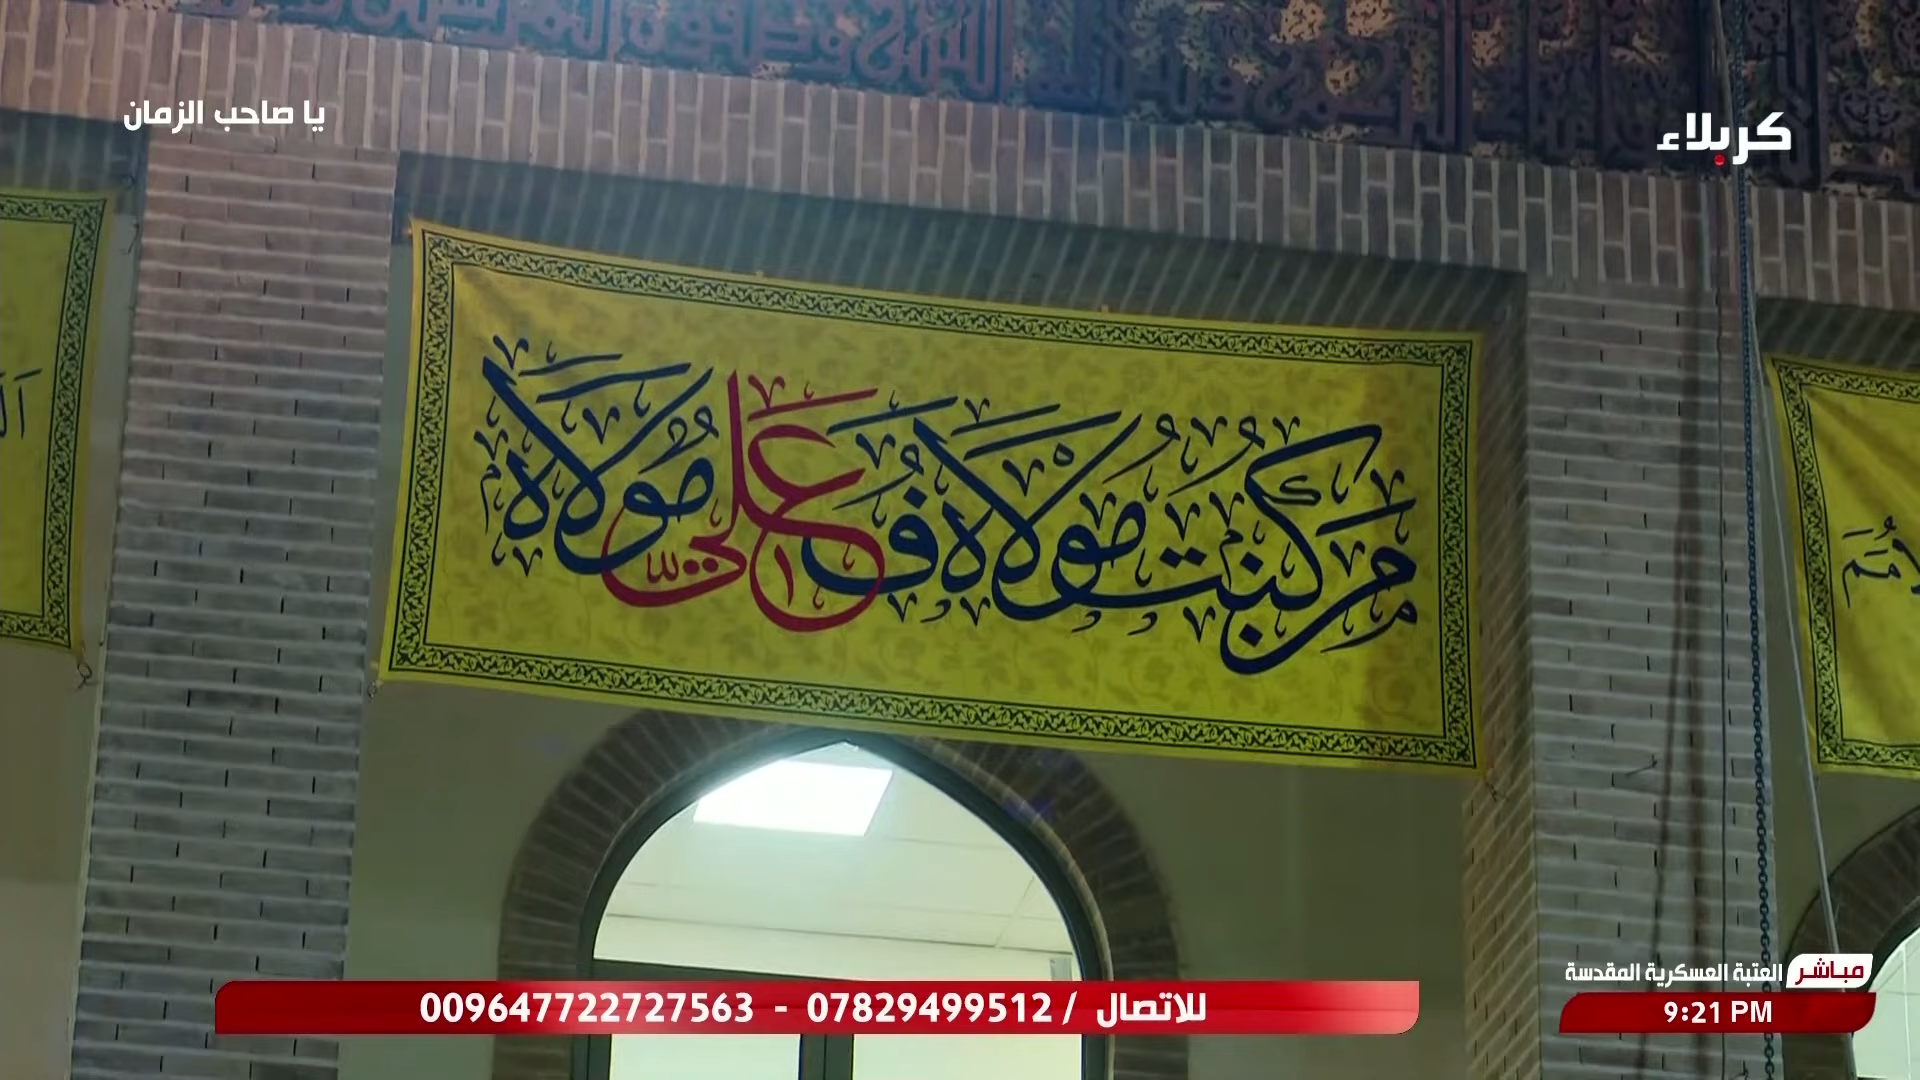 يا صاحب الزمان
كربلاء
من كنت مولاه فعلي مولاه
مباشر العتبة العسكرية المقدسة
9:21 PM
للاتصال / 07829499512 - 009647722727563